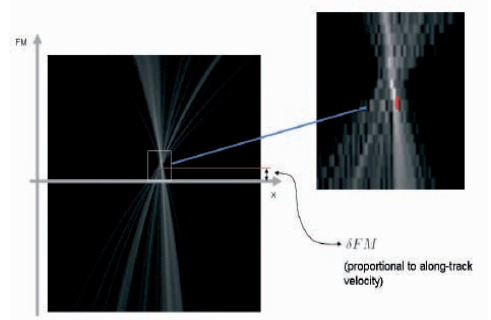 FM
X
δFM
(proportional to along-track
velocity)